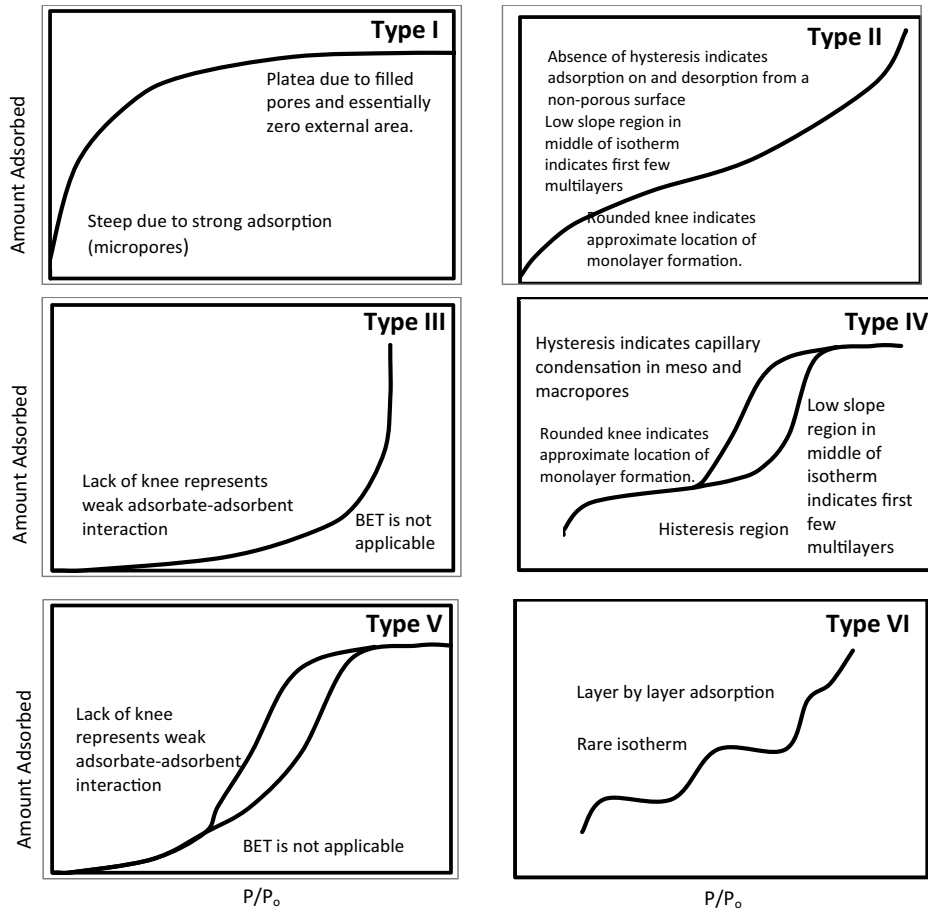 Type I
Platea due to filled
pores and essentially
zero external area.
Steep due to strong adsorption
(micropores)
Amount Adsorbed
Type II
Absence of hysteresis indicates
adsorption on and desorption from a
non-porous surface
Low slope region in
middle of isotherm
indicates first few
multilayers
Rounded knee indicates
approximate location of
monolayer formation.
Type III
Lack of knee represents
weak adsorbate-adsorbent
interaction
BET is not
applicable
Amount Adsorbed
Type IV
Hysteresis indicates capillary
condensation in meso and
macropores
Rounded knee indicates
approximate location of
monolayer formation.
Low slope
region in
middle of
isotherm
indicates first
few
multilayers
Histeresis region
Type V
Lack of knee
represents weak
adsorbate-adsorbent
interaction
BET is not applicable
Amount Adsorbed
P/Po
Type VI
Layer by layer adsorption
Rare isotherm
P/Po